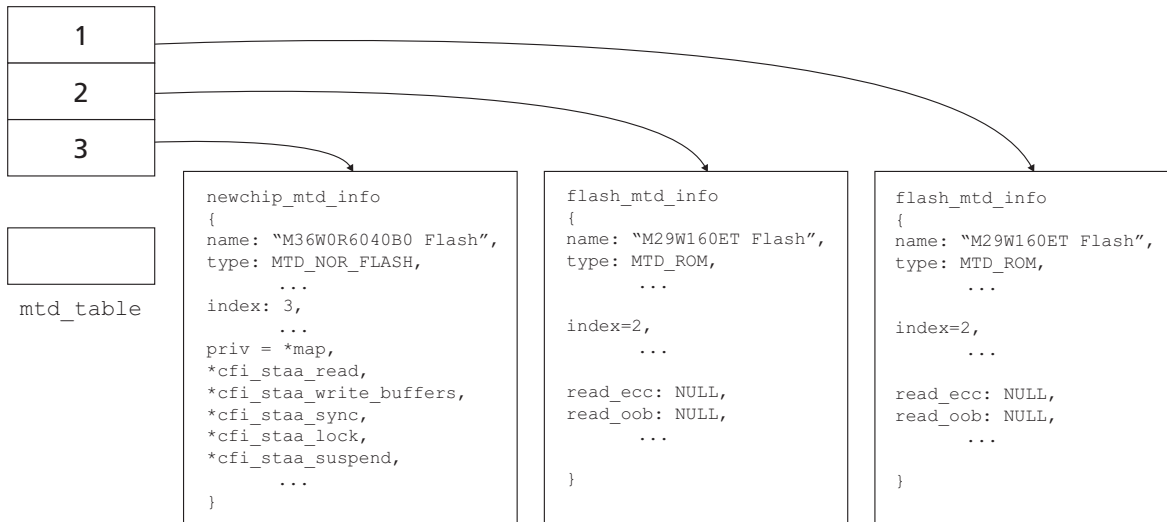 1
2
3
mtd_table
newchip_mtd_info
{
name: “M36W0R6040B0 Flash”,
type: MTD_NOR_FLASH,
...
index: 3,
...
priv = *map,
*cfi_staa_read,
*cfi_staa_write_buffers,
*cfi_staa_sync,
*cfi_staa_lock,
*cfi_staa_suspend,
...
}
flash_mtd_info
{
name: “M29W160ET Flash”,
type: MTD_ROM,
...
index=2,
...
read_ecc: NULL,
read_oob: NULL,
...
}
flash_mtd_info
{
name: “M29W160ET Flash”,
type: MTD_ROM,
...
index=2,
...
read_ecc: NULL,
read_oob: NULL,
...
}